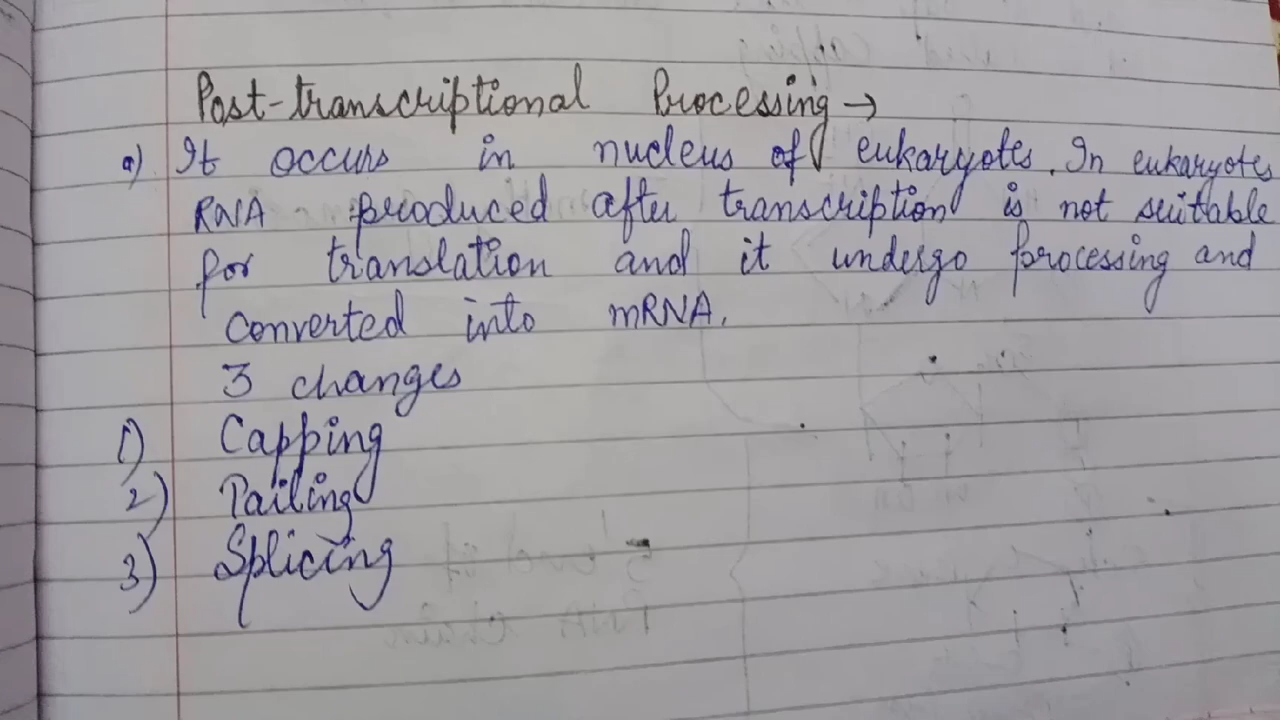 Post-transcriptional Processing →
a) It occurs in nucleus of eukaryotes. In eukaryotes
RNA produced after transcription is not suitable
for translation and it undergo processing and
converted into mRNA.
3 changes
1) Capping
2) Tailing
3) Splicing